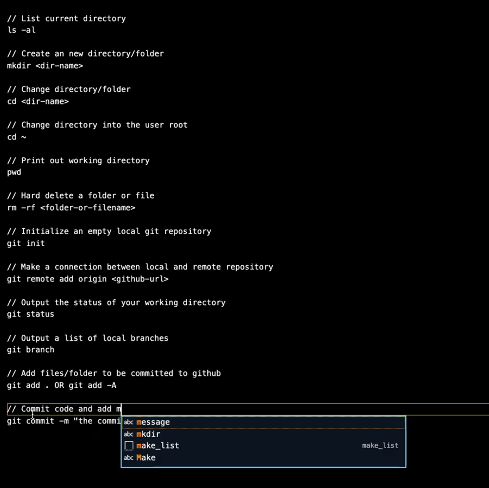 // List current directory
ls -al
// Create an new directory/folder
mkdir <dir-name>
// Change directory/folder
cd <dir-name>
// Change directory into the user root
cd ~
// Print out working directory
pwd
// Hard delete a folder or file
rm -rf <folder-or-filename>
// Initialize an empty local git repository
git init
// Make a connection between local and remote repository
git remote add origin <github-url>
// Output the status of your working directory
git status
// Output a list of local branches
git branch
// Add files/folder to be committed to github
git add . OR git add -A
// Commit code and add m
git commit -m "the commi
abc message
abc mkdir
make_list make_list
abc Make